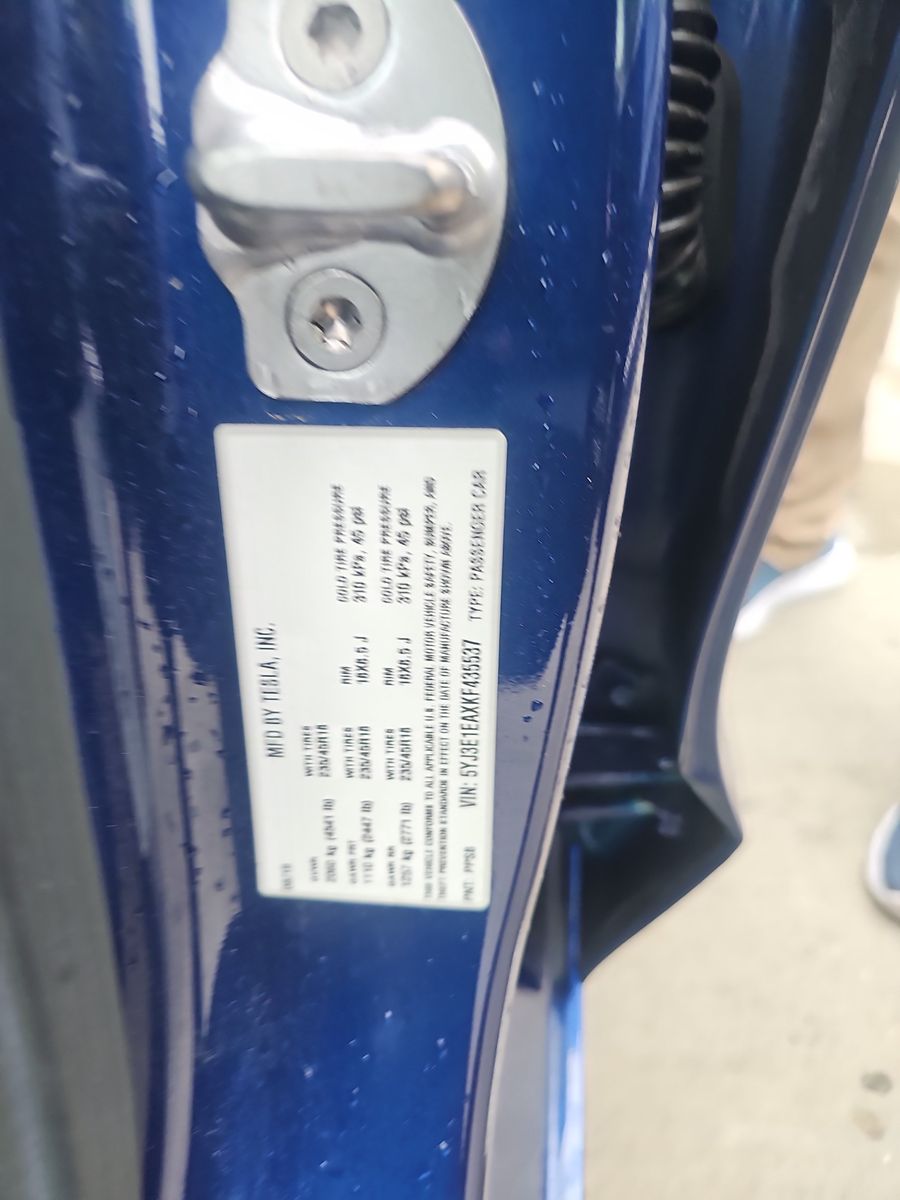 MFD BY TESLA, INC.
GVWR
2060 kg (4541 lb)
WITH TIRES
235/45R18
GAWR FRT
1110 kg (2447 lb)
WITH TIRES
235/45R18
RIM
18X8.5 J
COLD TIRE PRESSURE
310 kPa, 45 psi
GAWR RR
1257 kg (2771 lb)
WITH TIRES
235/45R18
RIM
18X8.5 J
COLD TIRE PRESSURE
310 kPa, 45 psi
THIS VEHICLE CONFORMS TO ALL APPLICABLE U.S. FEDERAL MOTOR VEHICLE SAFETY, BUMPER, AND
THEFT PREVENTION STANDARDS IN EFFECT ON THE DATE OF MANUFACTURE SHOWN ABOVE.
PNT: PPSB VIN: 5YJ3E1EAXKF435537 TYPE: PASSENGER CAR